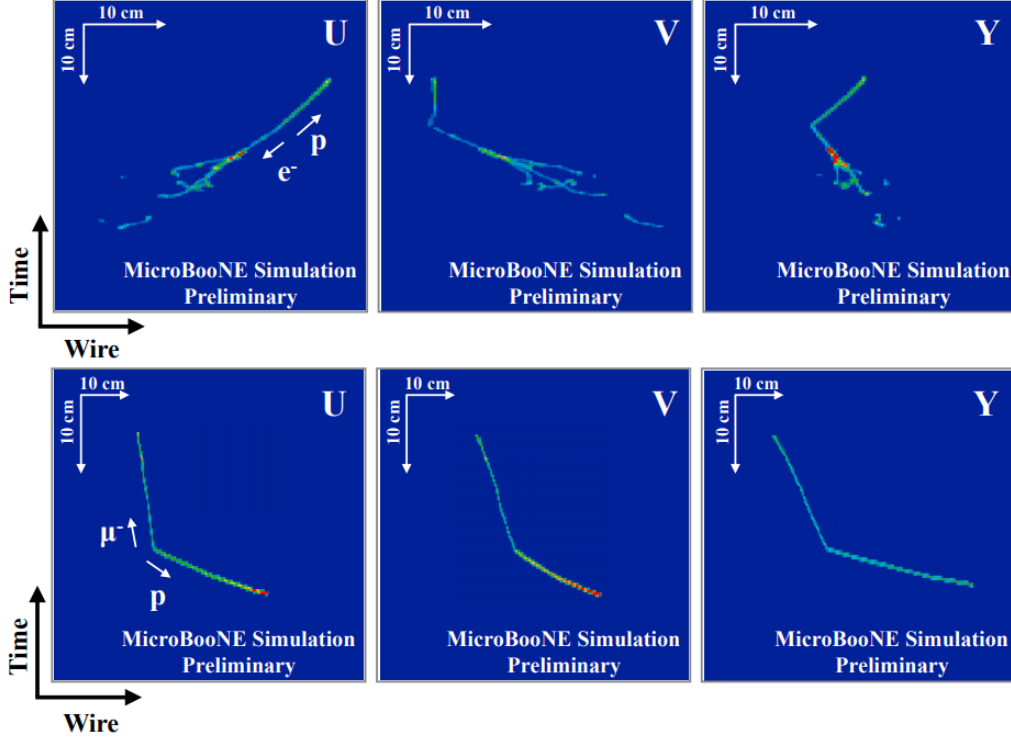 10 cm
10 cm
U
p
e-
MicroBooNE Simulation
Preliminary
10 cm
10 cm
V
MicroBooNE Simulation
Preliminary
10 cm
10 cm
Y
MicroBooNE Simulation
Preliminary
Time
Wire
10 cm
10 cm
U
μ-
p
MicroBooNE Simulation
Preliminary
10 cm
10 cm
V
MicroBooNE Simulation
Preliminary
10 cm
10 cm
Y
MicroBooNE Simulation
Preliminary
Time
Wire